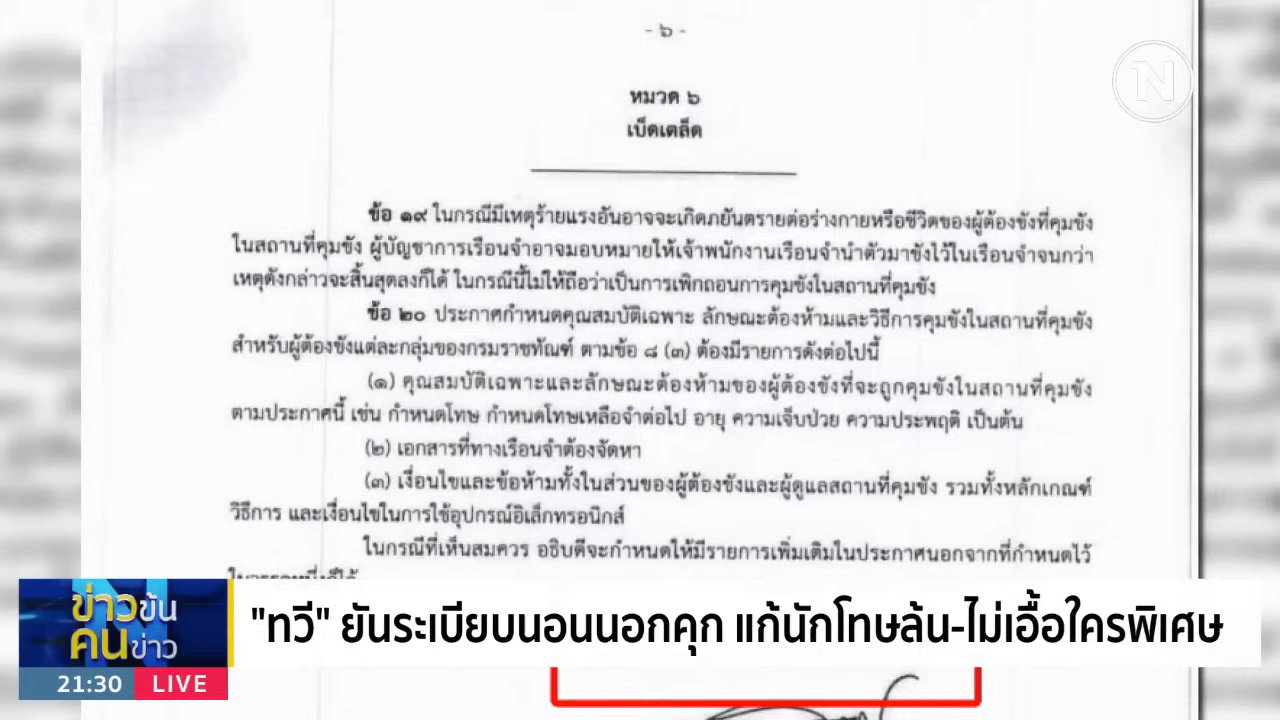 - ๖ -
N
หมวด ๖
เบ็ดเตล็ด
ข้อ ๑๙ ในกรณีมีเหตุร้ายแรงอันอาจจะเกิดภยันตรายต่อร่างกายหรือชีวิตของผู้ต้องขังที่คุมขัง
ในสถานที่คุมขัง ผู้บัญชาการเรือนจำอาจมอบหมายให้เจ้าพนักงานเรือนจำนำตัวมาขังไว้ในเรือนจำจนกว่า
เหตุดังกล่าวจะสิ้นสุดลงก็ได้ ในกรณีนี้ไม่ให้ถือว่าเป็นการเพิกถอนการคุมขังในสถานที่คุมขัง
ข้อ ๒๐ ประกาศกำหนดคุณสมบัติเฉพาะ ลักษณะต้องห้ามและวิธีการคุมขังในสถานที่คุมขัง
สำหรับผู้ต้องขังแต่ละกลุ่มของกรมราชทัณฑ์ ตามข้อ ๘ (๓) ต้องมีรายการดังต่อไปนี้
(๑) คุณสมบัติเฉพาะและลักษณะต้องห้ามของผู้ต้องขังที่จะถูกคุมขังในสถานที่คุมขัง
ตามประกาศนี้ เช่น กำหนดโทษ กำหนดโทษเหลือจำต่อไป อายุ ความเจ็บป่วย ความประพฤติ เป็นต้น
(๒) เอกสารที่ทางเรือนจำต้องจัดหา
(๓) เงื่อนไขและข้อห้ามทั้งในส่วนของผู้ต้องขังและผู้ดูแลสถานที่คุมขัง รวมทั้งหลักเกณฑ์
วิธีการ และเงื่อนไขในการใช้อุปกรณ์อิเล็กทรอนิกส์
ในกรณีที่เห็นสมควร อธิบดีจะกำหนดให้มีรายการเพิ่มเติมในประกาศนอกจากที่กำหนดไว้
ข่าวข้น
คนข่าว
"ทวี" ยันระเบียบนอนนอกคุก แก้นักโทษล้น-ไม่เอื้อใครพิเศษ
21:30 LIVE